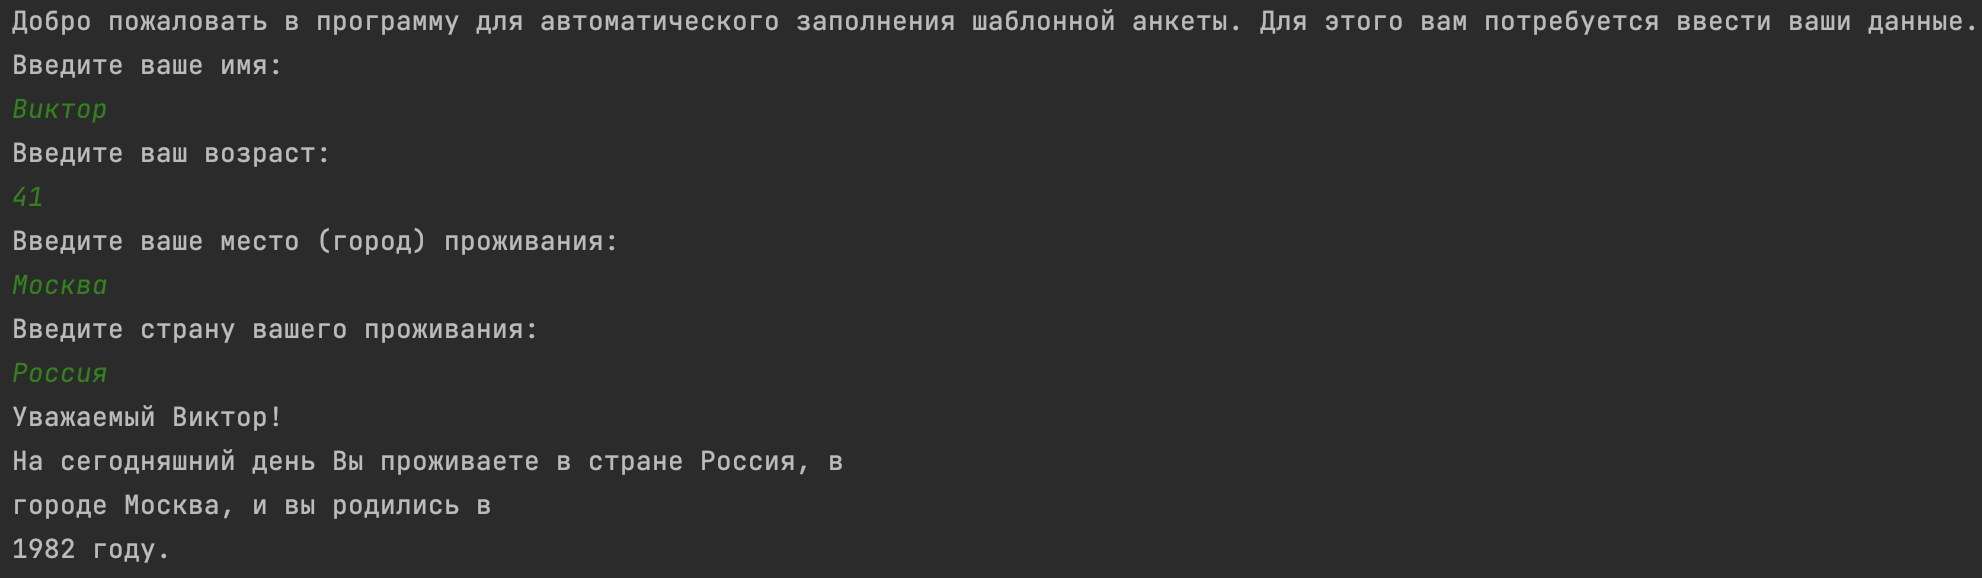 Добро пожаловать в программу для автоматического заполнения шаблонной анкеты. Для этого вам потребуется ввести ваши данные.
Введите ваше имя:
Виктор
Введите ваш возраст:
41
Введите ваше место (город) проживания:
Москва
Введите страну вашего проживания:
Россия
Уважаемый Виктор!
На сегодняшний день Вы проживаете в стране Россия, в
городе Москва, и вы родились в
1982 году.